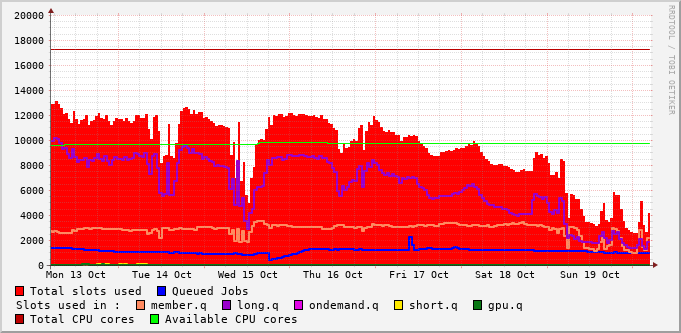 20000
18000
16000
14000
12000
10000
8000
6000
4000
2000
0
Mon 13 Oct Tue 14 Oct Wed 15 Oct Thu 16 Oct Fri 17 Oct Sat 18 Oct Sun 19 Oct
Total slots used Queued Jobs
Slots used in : member.q long.q ondemand.q short.q gpu.q
Total CPU cores Available CPU cores
RRDTOOL / TOBI OETIKER